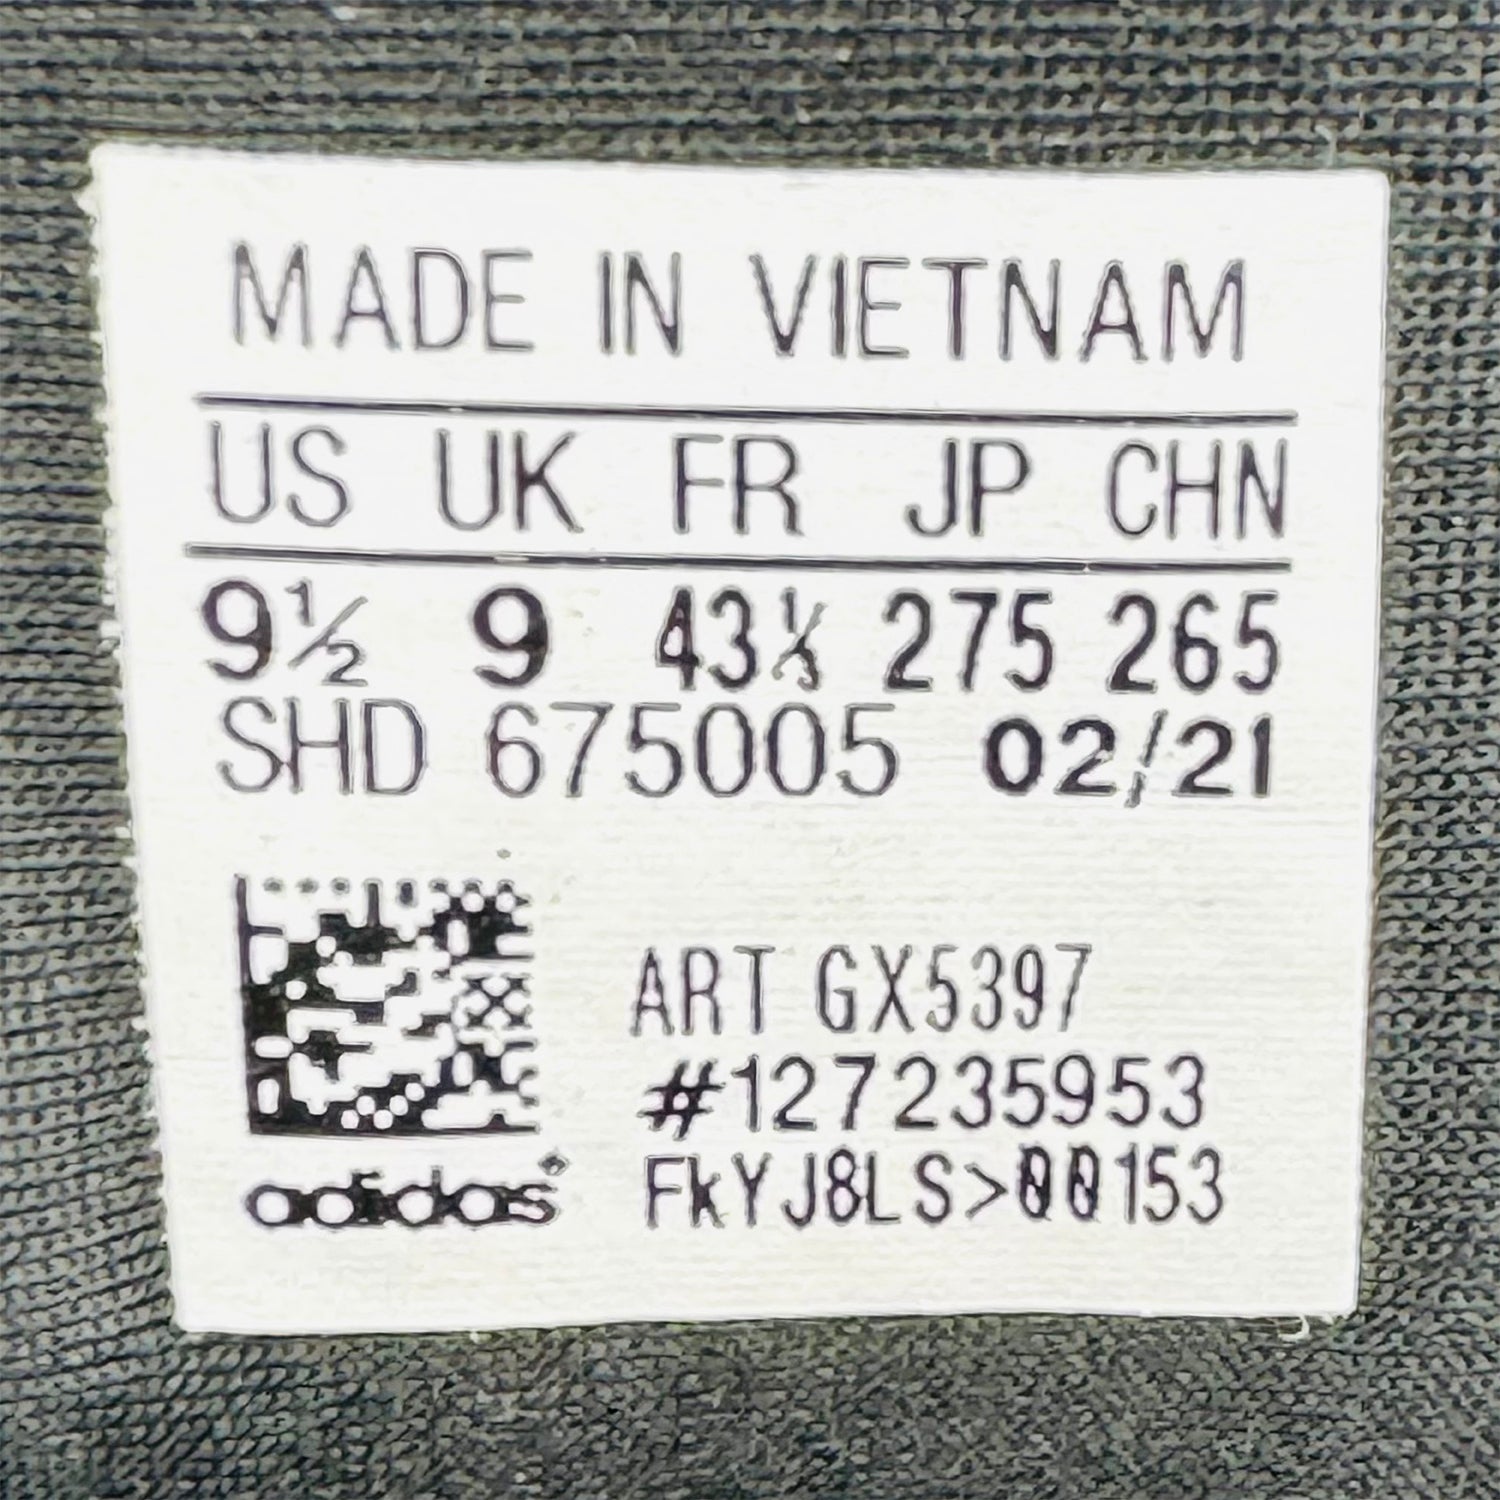 MADE IN VIETNAM
US UK FR JP CHN
9½ 9 43⅓ 275 265
SHD 675005 02/21
ART GX5397
#127235953
FkYJ8LS>00153
adidas